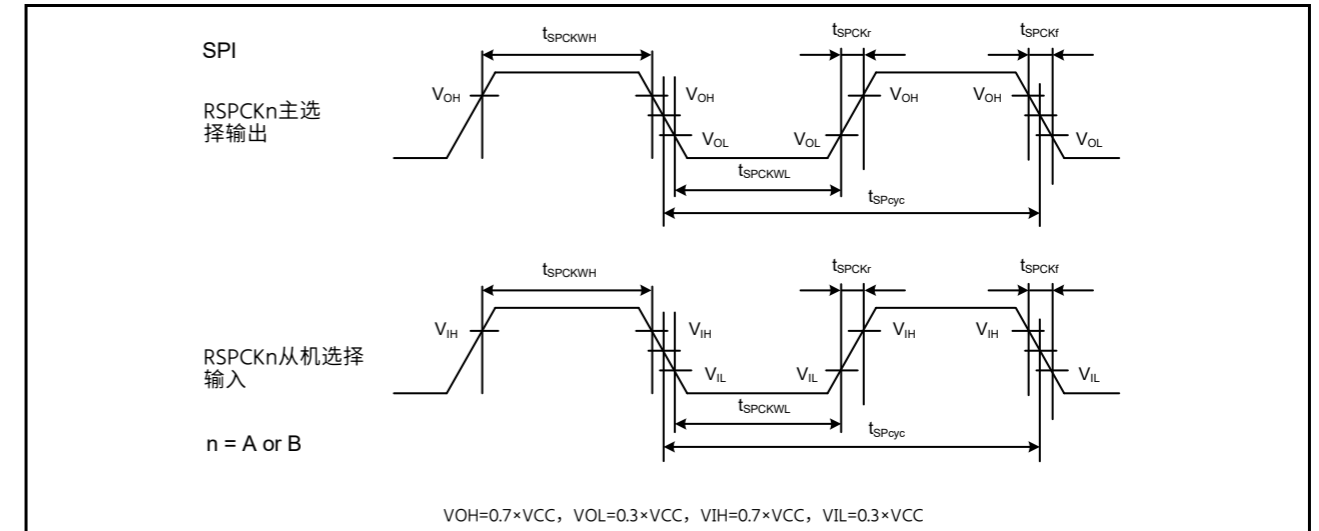 SPI
tSPCKWH
tSPCKr
tSPCKf
RSPCKn主选
择输出
VOH
VOH
VOH
VOH
VOL
VOL
VOL
tSPCKWL
tSPcyc
tSPCKWH
tSPCKr
tSPCKf
RSPCKn从机选择
输入
VIH
VIH
VIH
VIH
VIL
VIL
VIL
tSPCKWL
tSPcyc
n = A or B
VOH=0.7×VCC，VOL=0.3×VCC，VIH=0.7×VCC，VIL=0.3×VCC